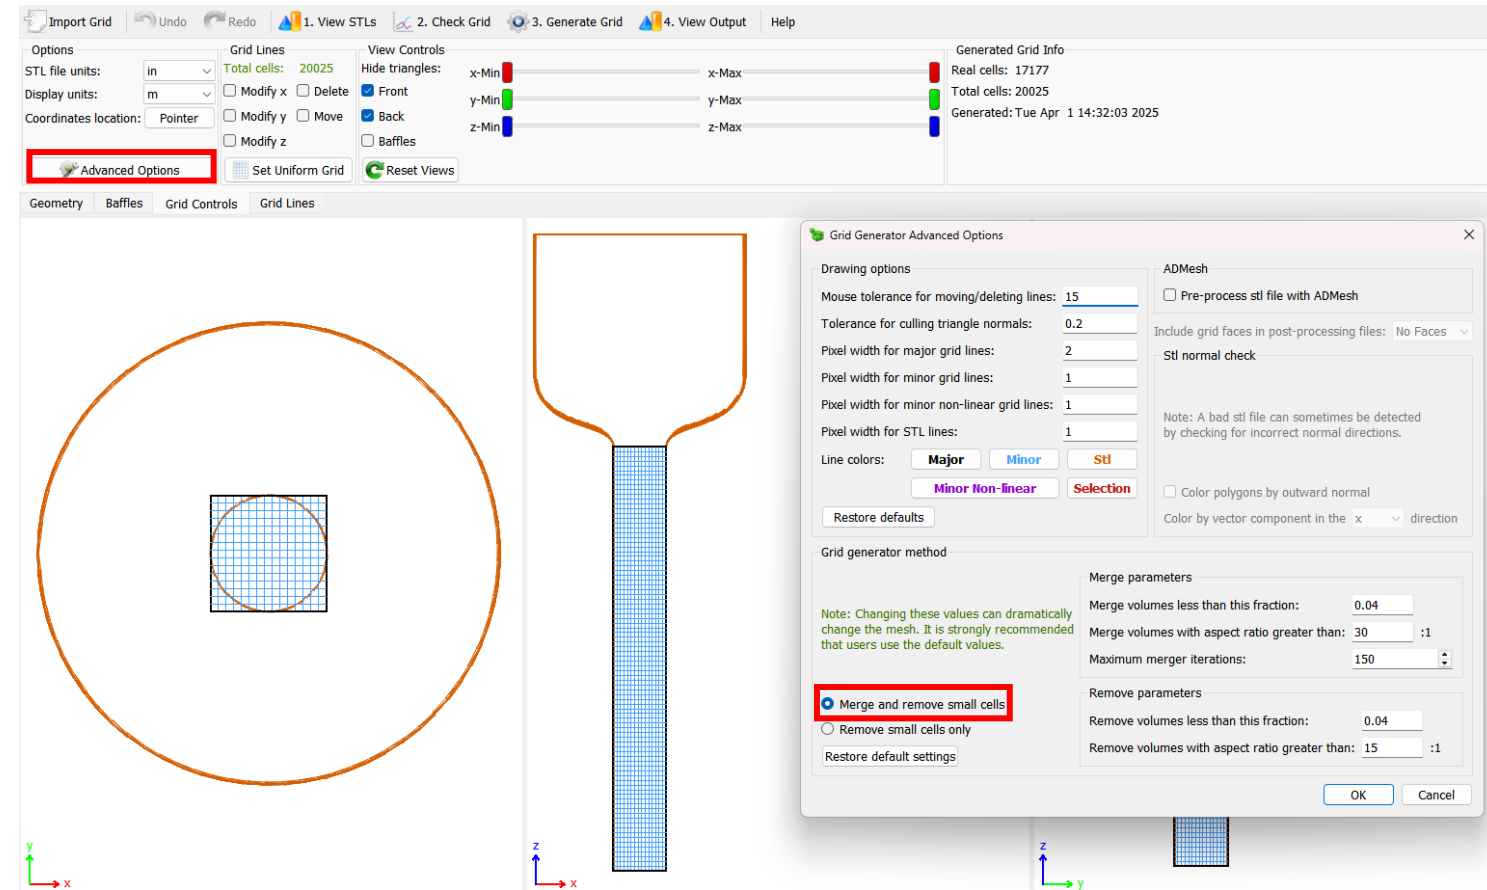 Import Grid Undo Redo 1. View STLs 2. Check Grid 3. Generate Grid 4. View Output Help
Options
STL file units: in
Display units: m
Coordinates location: Pointer
Advanced Options
Grid Lines
Total cells: 20025
Modify x Delete
Modify y Move
Modify z
Set Uniform Grid
View Controls
Hide triangles:
Front
Back
Baffles
Reset Views
x-Min x-Max
y-Min y-Max
z-Min z-Max
Generated Grid Info
Real cells: 17177
Total cells: 20025
Generated: Tue Apr 1 14:32:03 2025
Geometry Baffles Grid Controls Grid Lines
Grid Generator Advanced Options
Drawing options
Mouse tolerance for moving/deleting lines: 15
Tolerance for culling triangle normals: 0.2
Pixel width for major grid lines: 2
Pixel width for minor grid lines: 1
Pixel width for minor non-linear grid lines: 1
Pixel width for STL lines: 1
Line colors: Major Minor Stl
Minor Non-linear Selection
Restore defaults
ADMesh
Pre-process stl file with ADMesh
Include grid faces in post-processing files: No Faces
Stl normal check
Note: A bad stl file can sometimes be detected
by checking for incorrect normal directions.
Color polygons by outward normal
Color by vector component in the x direction
Grid generator method
Note: Changing these values can dramatically
change the mesh. It is strongly recommended
that users use the default values.
Merge and remove small cells
Remove small cells only
Restore default settings
Merge parameters
Merge volumes less than this fraction: 0.04
Merge volumes with aspect ratio greater than: 30 :1
Maximum merger iterations: 150
Remove parameters
Remove volumes less than this fraction: 0.04
Remove volumes with aspect ratio greater than: 15 :1
OK Cancel
y
x
z
x
z
y